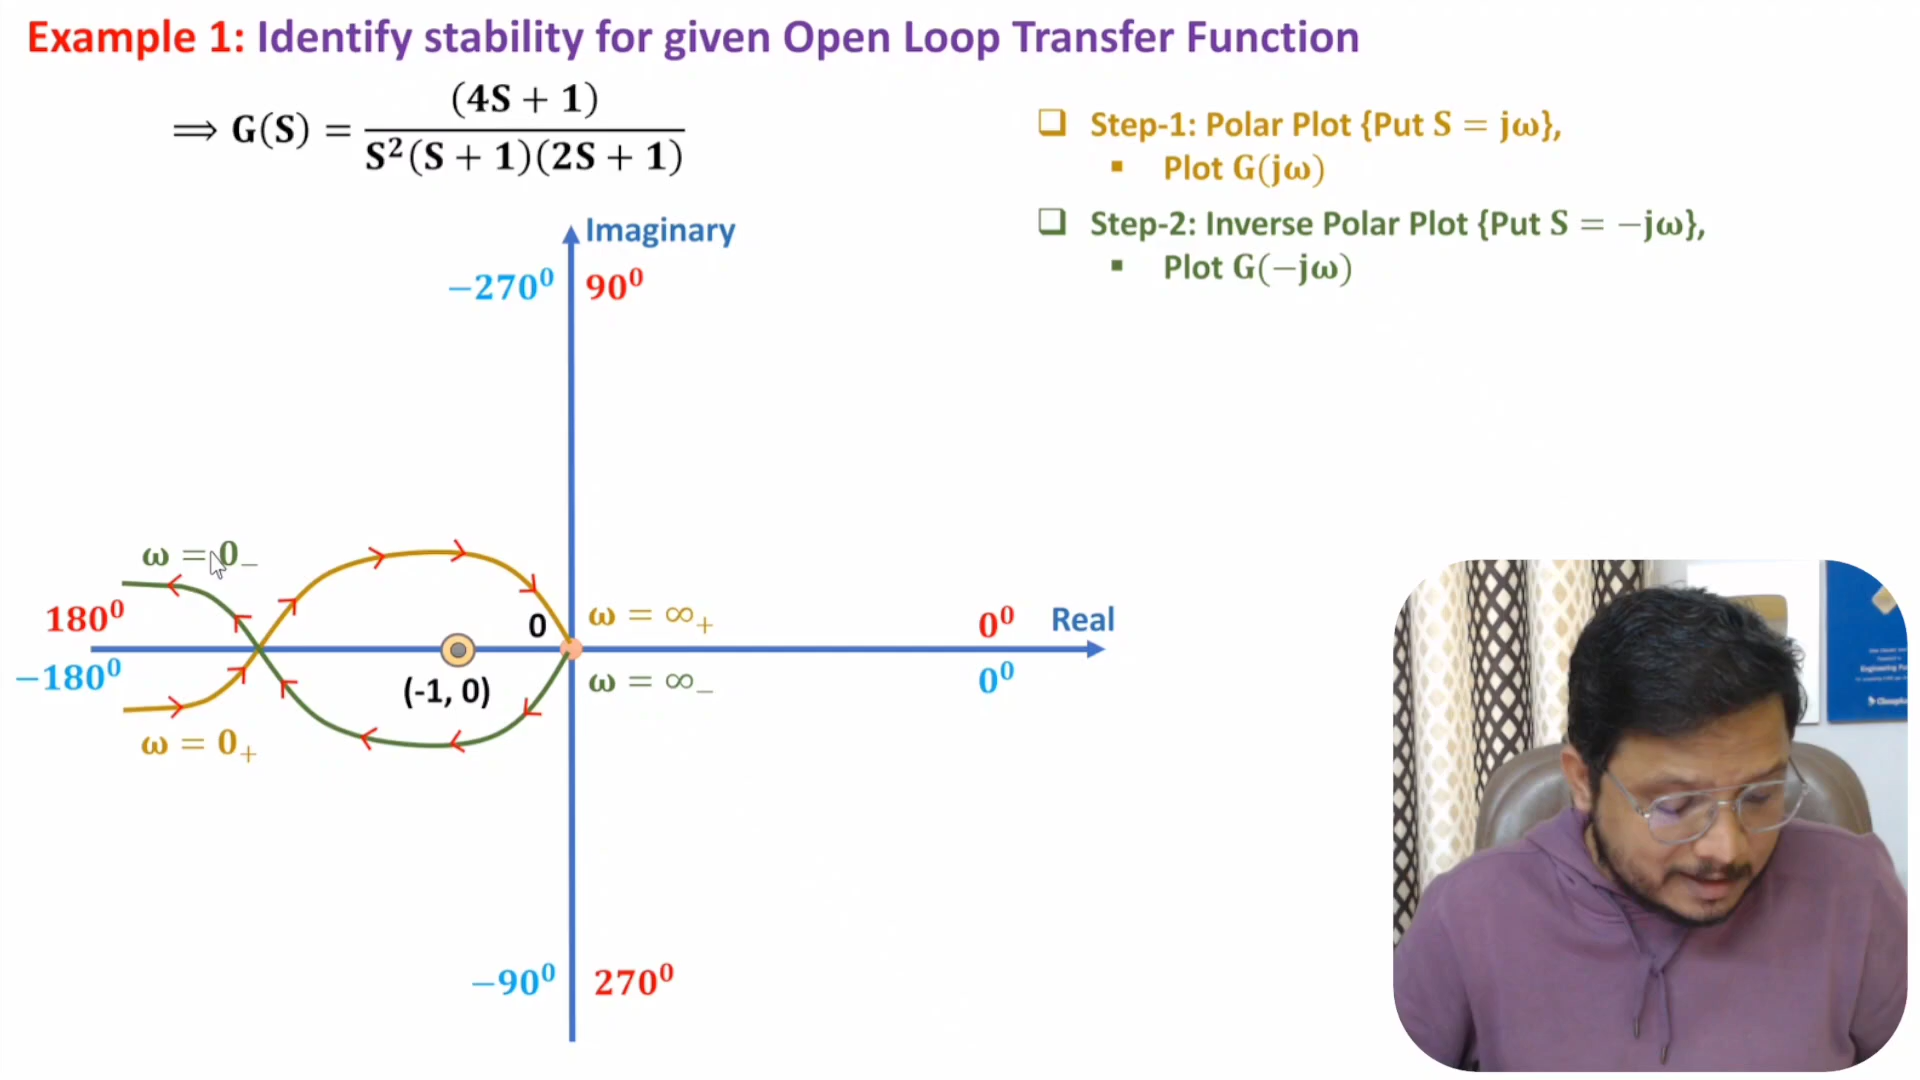 Example 1: Identify stability for given Open Loop Transfer Function
⟹ G(S) = (4S + 1) / S²(S + 1)(2S + 1)
❑ Step-1: Polar Plot {Put S = jω},
▪ Plot G(jω)
❑ Step-2: Inverse Polar Plot {Put S = −jω},
▪ Plot G(−jω)
Imaginary
−270⁰ 90⁰
ω = 0₋
180⁰ 0 ω = ∞₊ 0⁰ Real
−180⁰ (-1, 0) ω = ∞₋ 0⁰
ω = 0₊
−90⁰ 270⁰